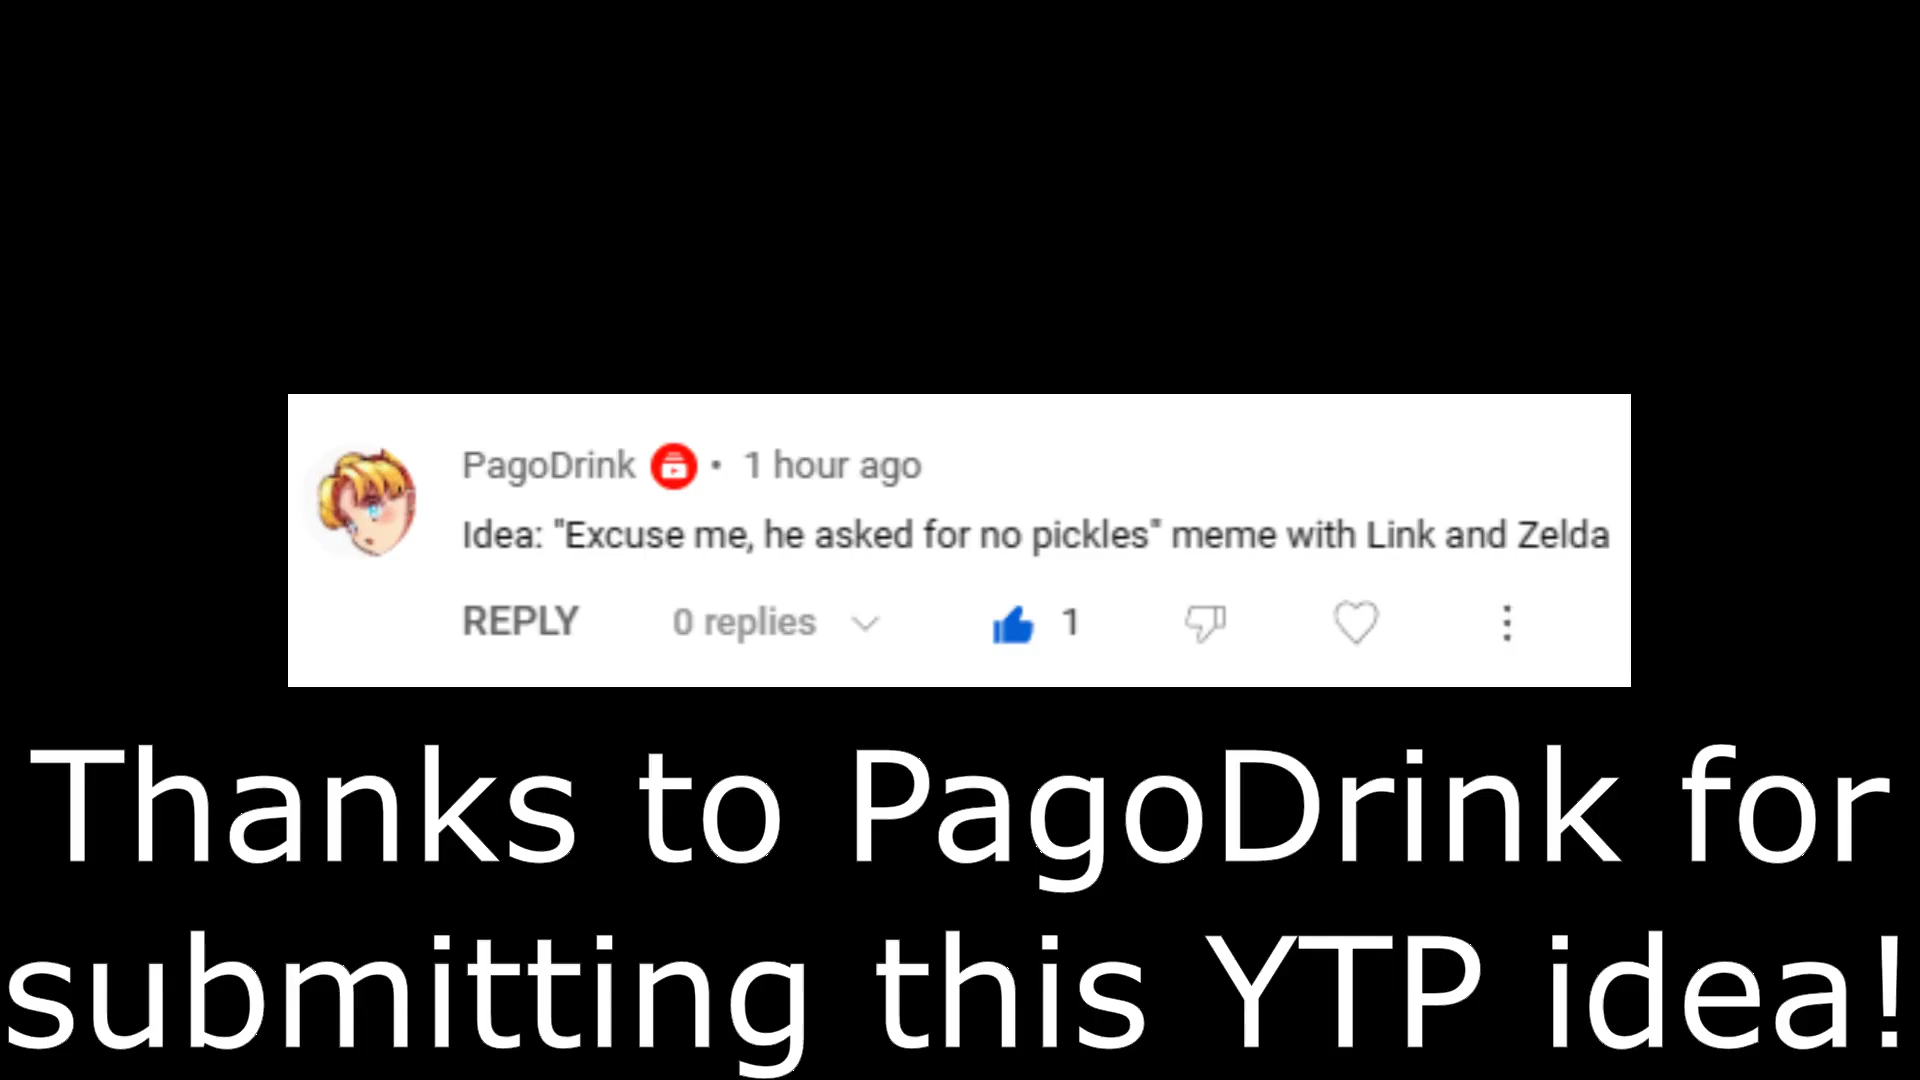 PagoDrink • 1 hour ago
Idea: "Excuse me, he asked for no pickles" meme with Link and Zelda
REPLY 0 replies 1
Thanks to PagoDrink for
submitting this YTP idea!